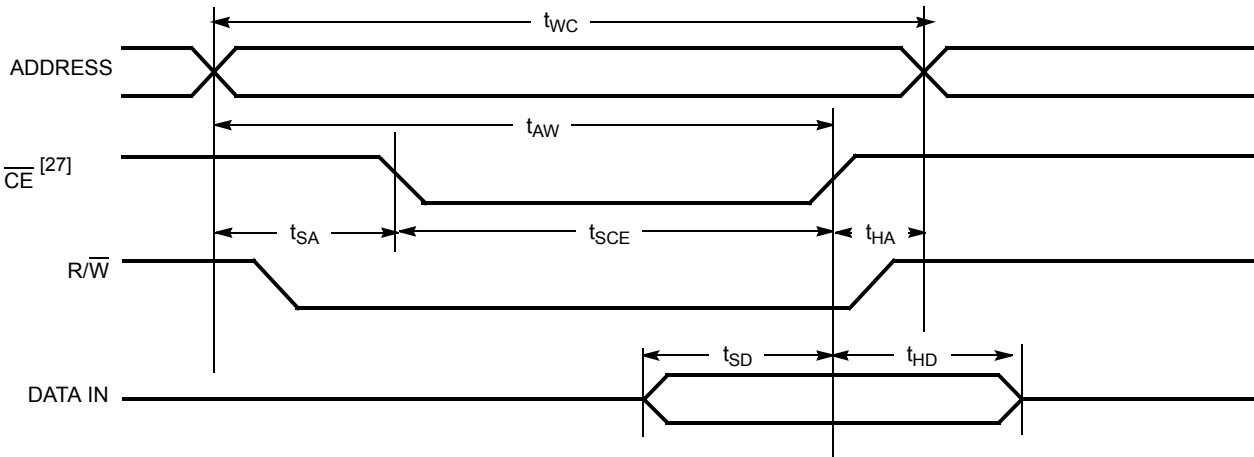 tWC
ADDRESS
tAW
CE [27]
tSA
tSCE
tHA
R/W
tSD
tHD
DATA IN